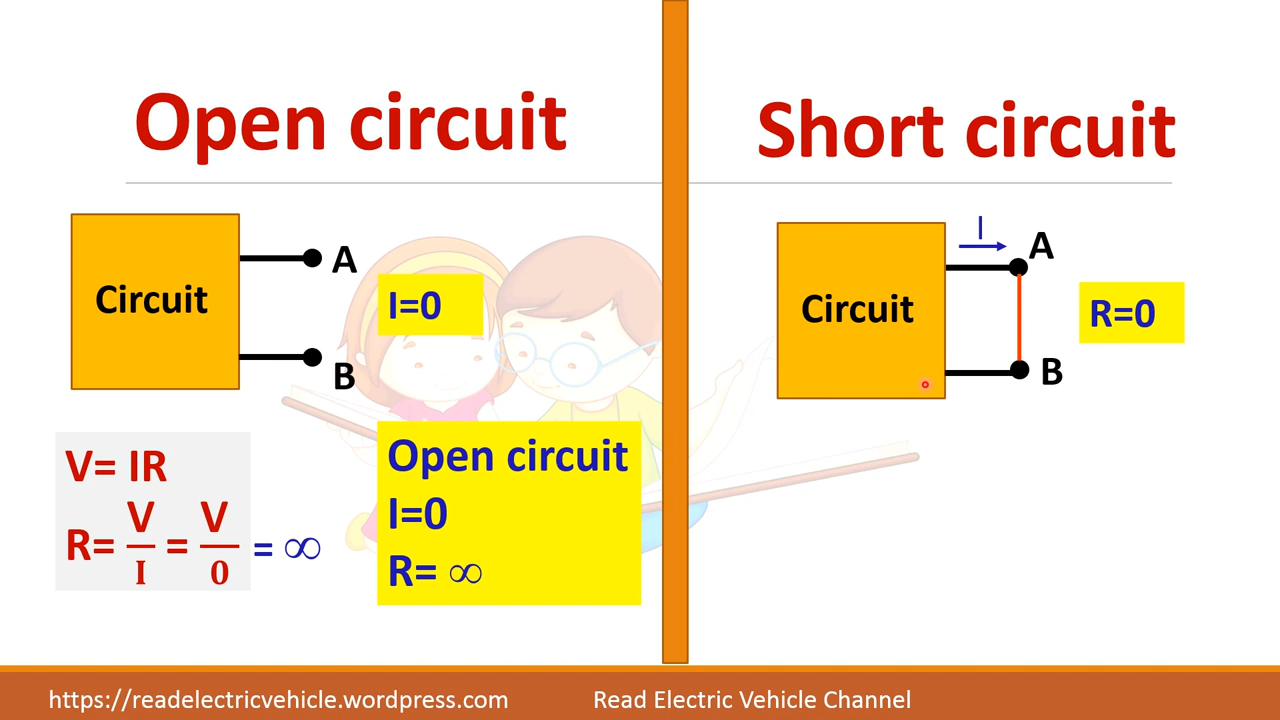 Open circuit
Circuit
A
B
I=0
V= IR
R= V/I = V/0 = ∞
Open circuit
I=0
R= ∞
Short circuit
Circuit
I
A
B
R=0
https://readelectricvehicle.wordpress.com
Read Electric Vehicle Channel